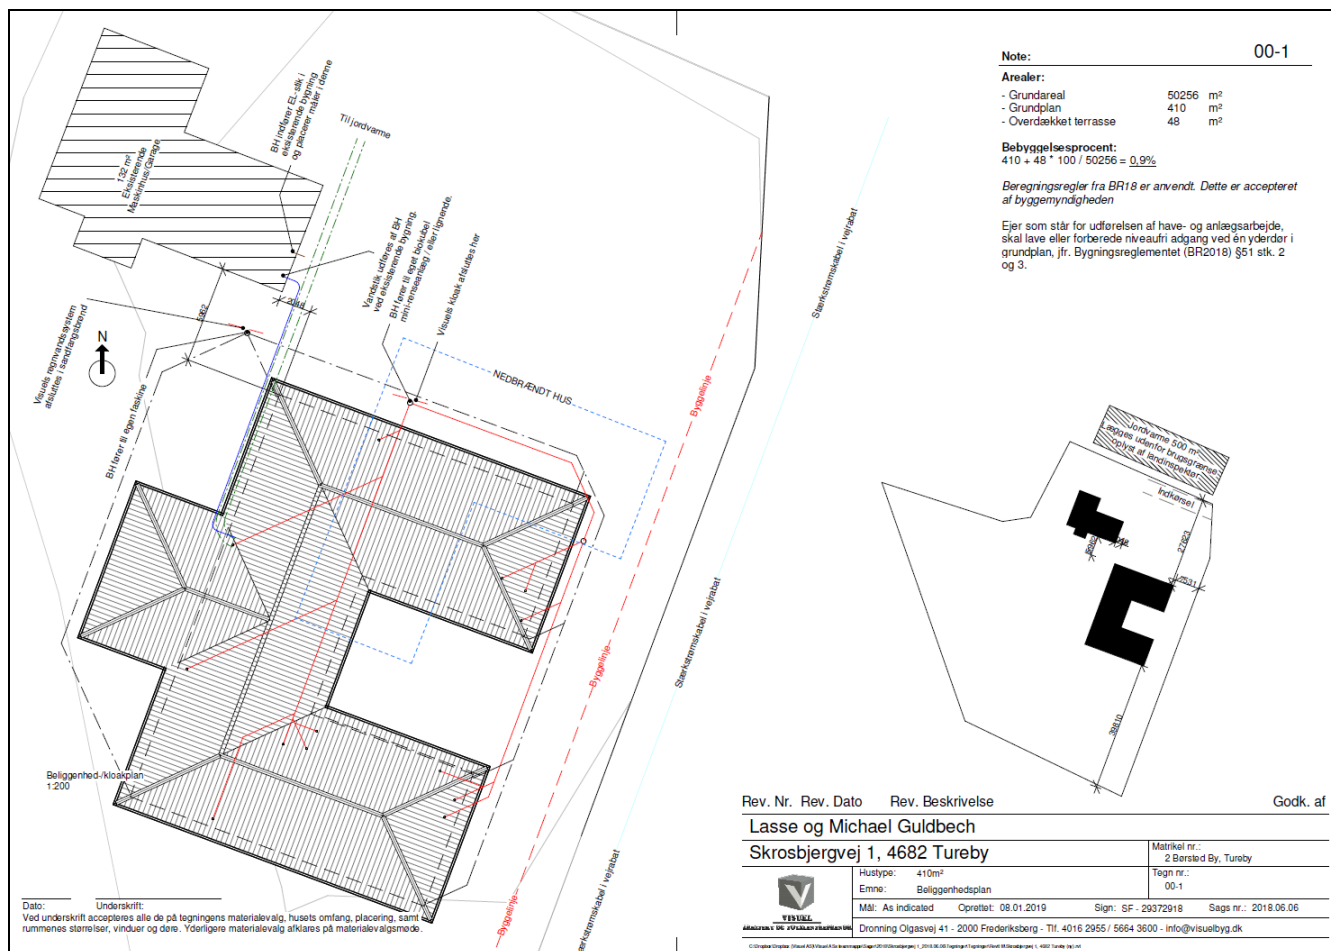 Note:
00-1
Arealer:
- Grundareal 50256 m²
- Grundplan 410 m²
- Overdækket terrasse 48 m²
Bebyggelsesprocent:
410 + 48 * 100 / 50256 = 0,9%
Beregningsregler fra BR18 er anvendt. Dette er accepteret
af byggemyndigheden
Ejer som står for udførelsen af have- og anlægsarbejde,
skal lave eller forberede niveaufri adgang ved én yderdør i
grundplan, jfr. Bygningsreglementet (BR2018) §51 stk. 2
og 3.
132 m²
Eksisterende
Maskinhus/Garage
BH indfører EL-stik i
eksisterende bygning
og placerer måler i denne
Til jordvarme
Vandstik udføres af BH
ved eksisterende bygning.
BH fører til eget biokubel
mini-renseanlæg / eller lignende.
Visuels kloak afsluttes her
Visuels regnvandssystem
afsluttes i sandfangsbrønd
N
5962
2048
BH fører til egen faskine
NEDBRÆNDT HUS
Byggelinje
Byggelinje
Byggelinje
Stærkstrømskabel i vejrabat
Stærkstrømskabel i vejrabat
Stærkstrømskabel i vejrabat
Jordvarme 500 m²
Lægges udenfor brugsgrænse
oplyst af landinspektør
Indkørsel
27623
2531
39810
Beliggenhed-/kloakplan
1:200
Dato: Underskrift:
Ved underskrift accepteres alle de på tegningens materialevalg, husets omfang, placering, samt
rummenes størrelser, vinduer og døre. Yderligere materialevalg afklares på materialevalgsmøde.
Rev. Nr. Rev. Dato Rev. Beskrivelse Godk. af
Lasse og Michael Guldbech
Skrosbjergvej 1, 4682 Tureby
Matrikel nr.:
2 Børsted By, Tureby
Hustype: 410m²
Emne: Beliggenhedsplan
Tegn nr.:
00-1
Mål: As indicated Oprettet: 08.01.2019 Sign: SF - 29372918 Sags nr.: 2018.06.06
VISUEL
Dronning Olgasvej 41 - 2000 Frederiksberg - Tlf. 4016 2955 / 5664 3600 - info@visuelbyg.dk